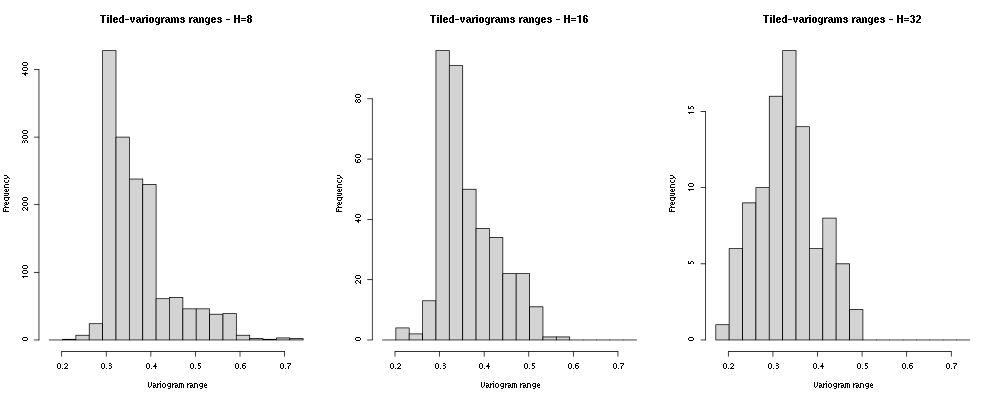 Tiled-variograms ranges - H=8
Frequency
400
300
200
100
0
0.2 0.3 0.4 0.5 0.6 0.7
Variogram range
Tiled-variograms ranges - H=16
Frequency
80
60
40
20
0
0.2 0.3 0.4 0.5 0.6 0.7
Variogram range
Tiled-variograms ranges - H=32
Frequency
15
10
5
0
0.2 0.3 0.4 0.5 0.6 0.7
Variogram range